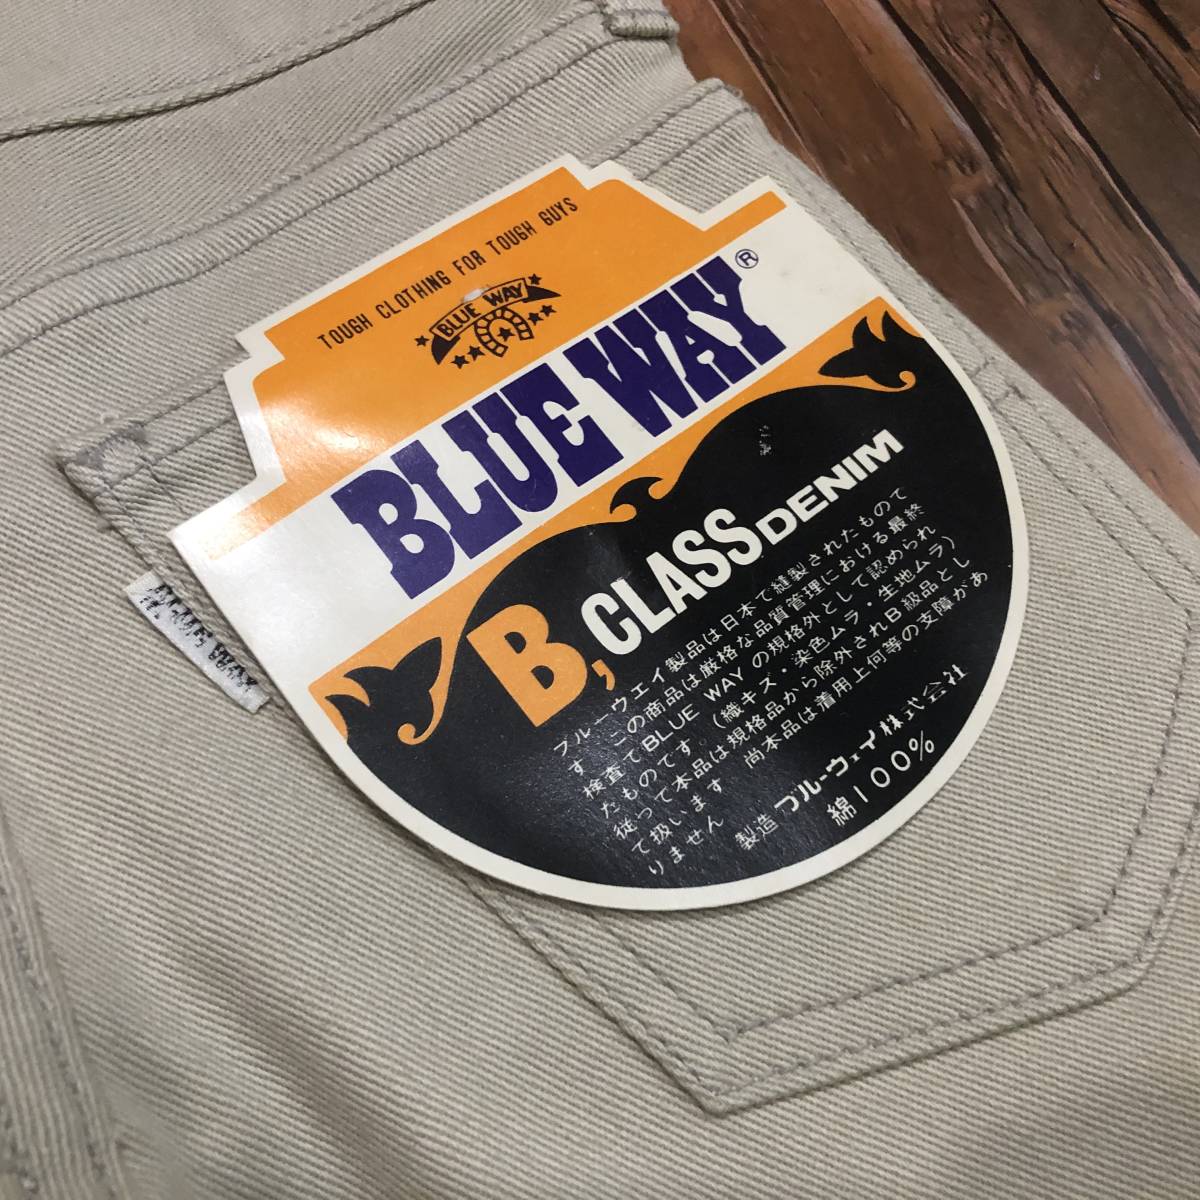 TOUGH CLOTHING FOR TOUGH GUYS
BLUE WAY
BLUE WAY®
B, CLASS DENIM
ブルーウェイ製品は日本で縫製されたもので
す この商品は厳格な品質管理における最終
検査でBLUE WAY の規格外として認められ
たものです。(織キズ・染色ムラ・生地ムラ)
従って本品は規格品から除外されB級品とし
て扱います 尚本品は着用上何等の支障があ
りません
製造 ブルーウェイ株式会社
綿100%
BLUE WAY